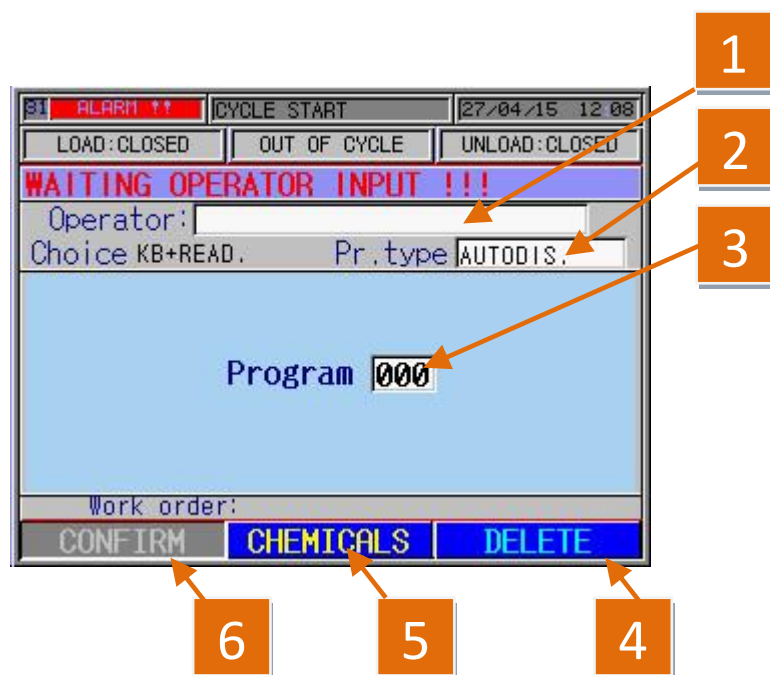 81 ALARM !! CYCLE START 27/04/15 12:08
LOAD:CLOSED OUT OF CYCLE UNLOAD:CLOSED
WAITING OPERATOR INPUT !!!
Operator:
Choice KB+READ. Pr.type AUTODIS.
Program 000
Work order:
CONFIRM CHEMICALS DELETE
1
2
3
6 5 4